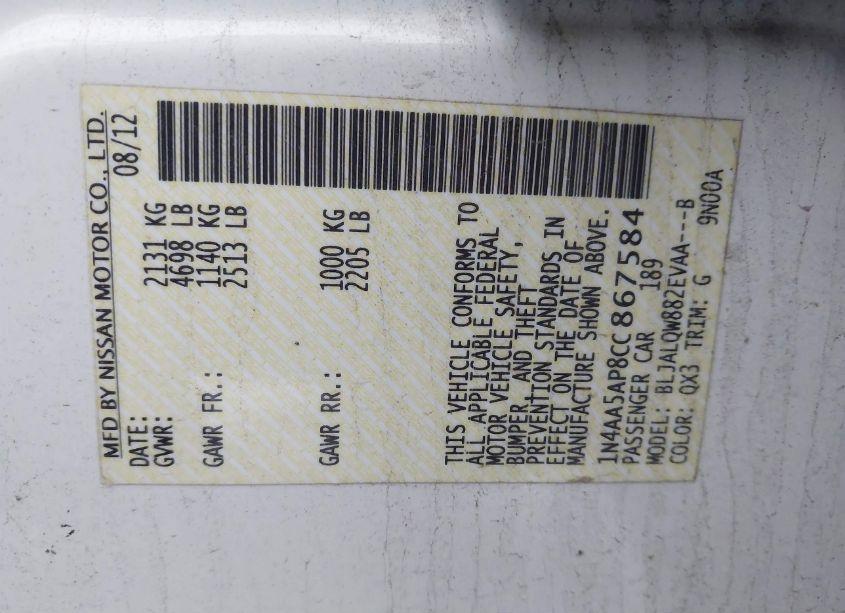 MFD BY NISSAN MOTOR CO., LTD.
DATE: 08/12
GVWR: 2131 KG
4698 LB
GAWR FR.: 1140 KG
2513 LB
GAWR RR.: 1000 KG
2205 LB
THIS VEHICLE CONFORMS TO
ALL APPLICABLE FEDERAL
MOTOR VEHICLE SAFETY,
BUMPER, AND THEFT
PREVENTION STANDARDS IN
EFFECT ON THE DATE OF
MANUFACTURE SHOWN ABOVE.
1N4AA5AP8CC867584
PASSENGER CAR 189
MODEL: BLJALQW882EVAA---B
COLOR: QX3 TRIM: G 9N00A